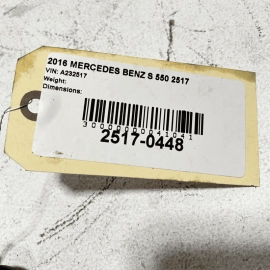 2016 MERCEDES BENZ S 550 2517
VIN: A232517
Weight:
Dimensions:
3000000041041
2517-0448